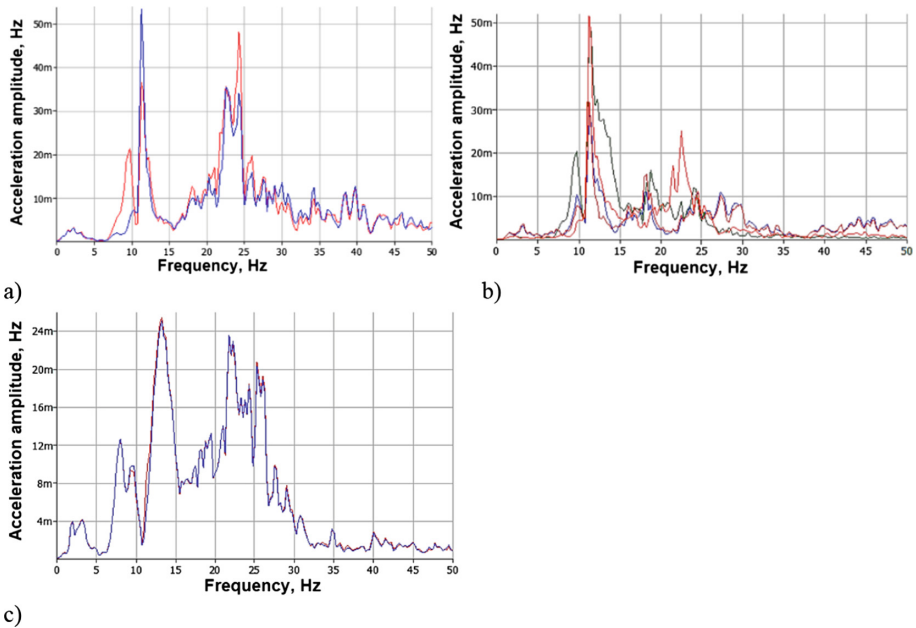 Acceleration amplitude, Hz
50m
40m
30m
20m
10m
0 5 10 15 20 25 30 35 40 45 50
Frequency, Hz
a)
Acceleration amplitude, Hz
50m
40m
30m
20m
10m
0 5 10 15 20 25 30 35 40 45 50
Frequency, Hz
b)
Acceleration amplitude, Hz
24m
20m
16m
12m
8m
4m
0 5 10 15 20 25 30 35 40 45 50
Frequency, Hz
c)